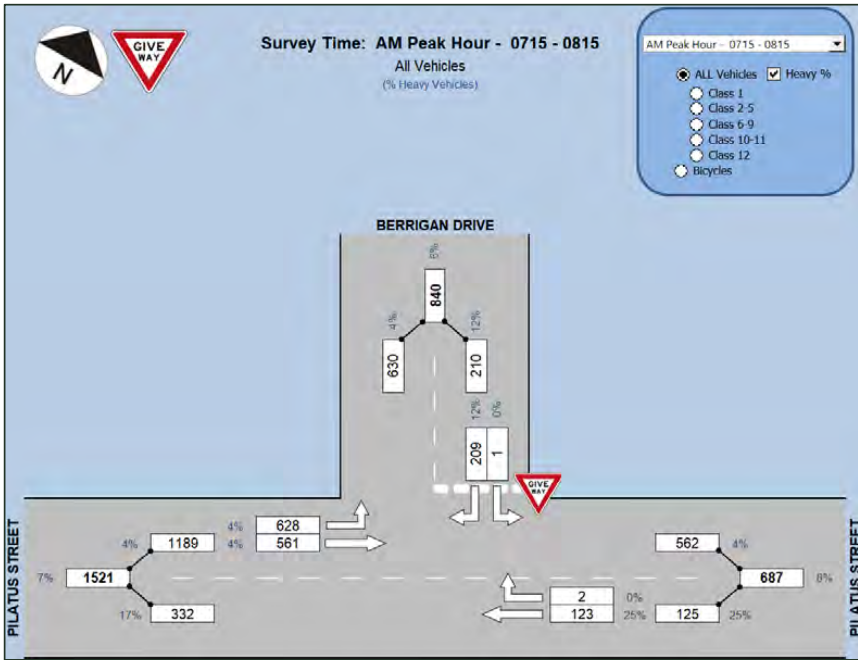 N
GIVE
WAY
Survey Time: AM Peak Hour - 0715 - 0815
All Vehicles
(% Heavy Vehicles)
AM Peak Hour - 0715 - 0815
ALL Vehicles Heavy %
Class 1
Class 2-5
Class 6-9
Class 10-11
Class 12
Bicycles
BERRIGAN DRIVE
6%
840
4% 12%
630 210
12% 0%
209 1
GIVE
WAY
PILATUS STREET
4% 628
4% 1189 4% 561
7% 1521
17% 332
562 4%
687 8%
2 0%
123 25% 125 25%
PILATUS STREET